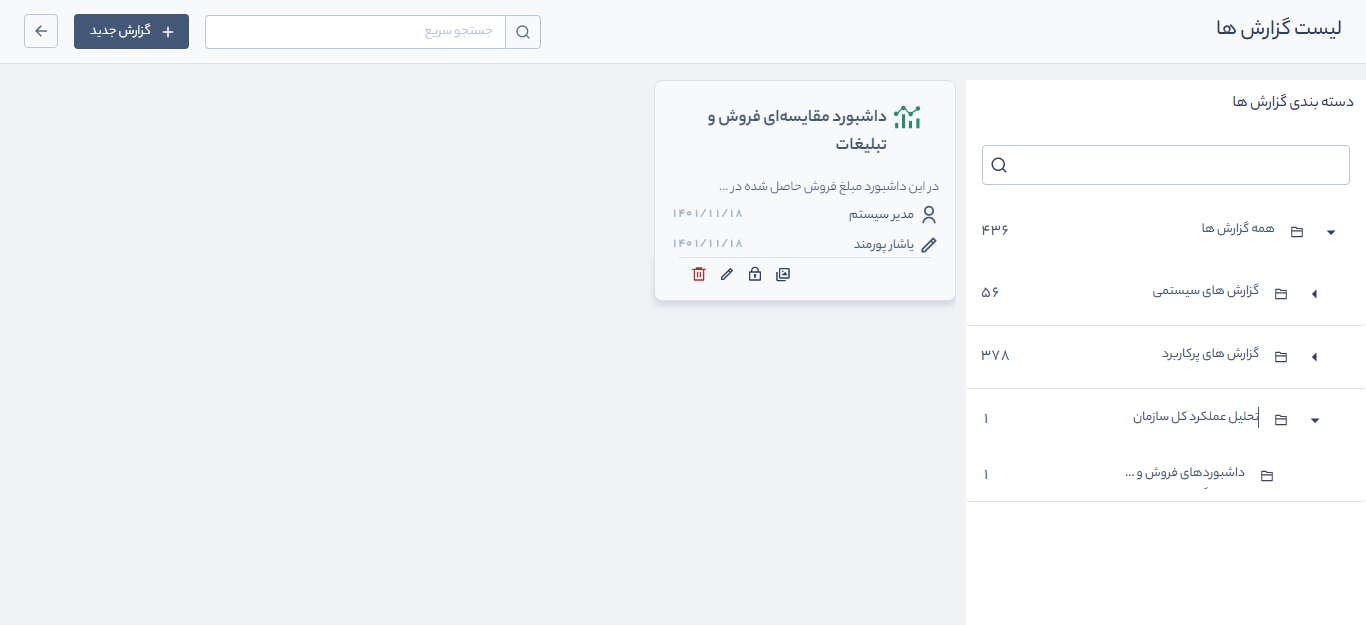 لیست گزارش ها
جستجو سریع
گزارش جدید
دسته بندی گزارش ها
همه گزارش ها ۴۳۶
گزارش های سیستمی ۵۶
گزارش های پرکاربرد ۳۷۸
تحلیل عملکرد کل سازمان ۱
داشبوردهای فروش و ... ۱
داشبورد مقایسه‌ای فروش و
تبلیغات
در این داشبورد مبلغ فروش حاصل شده در ...
مدیر سیستم ۱۴۰۱/۱۱/۱۸
یاشار پورمند ۱۴۰۱/۱۱/۱۸